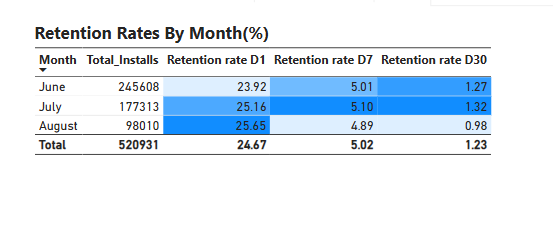 Retention Rates By Month(%)
Month Total_Installs Retention rate D1 Retention rate D7 Retention rate D30
June 245608 23.92 5.01 1.27
July 177313 25.16 5.10 1.32
August 98010 25.65 4.89 0.98
Total 520931 24.67 5.02 1.23